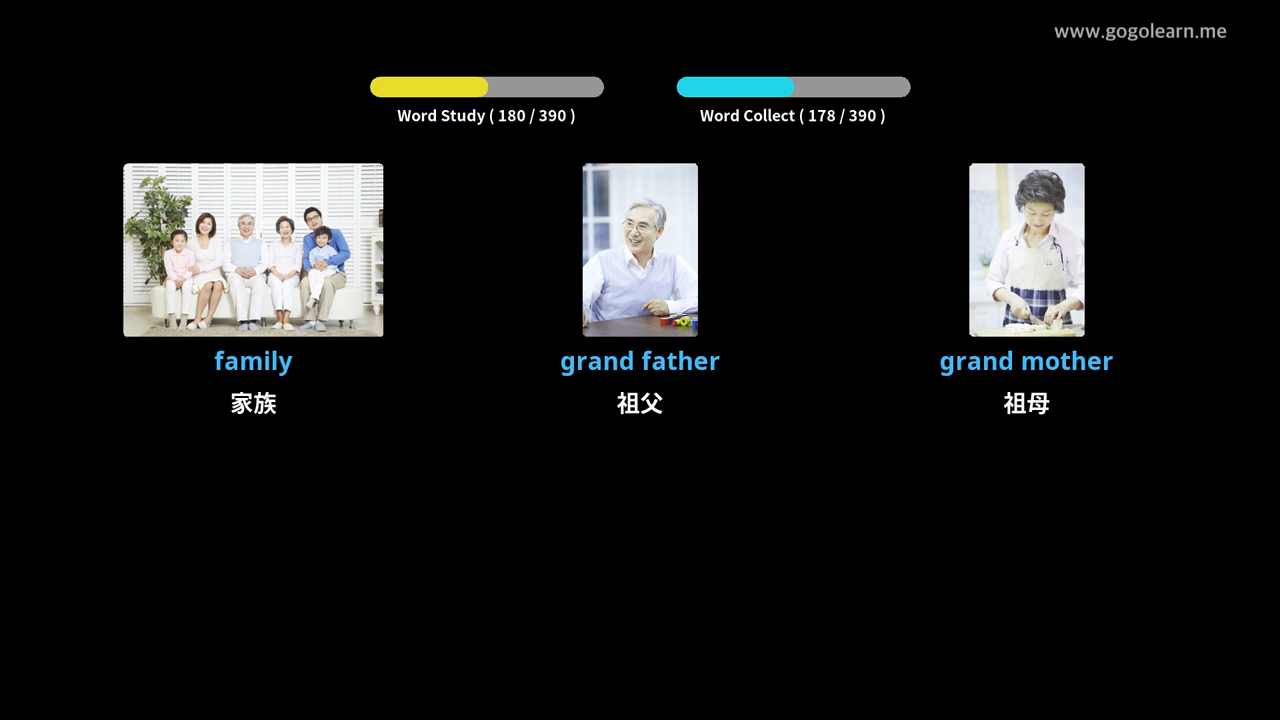 www.gogolearn.me
Word Study ( 180 / 390 )
Word Collect ( 178 / 390 )
family
grand father
grand mother
家族
祖父
祖母